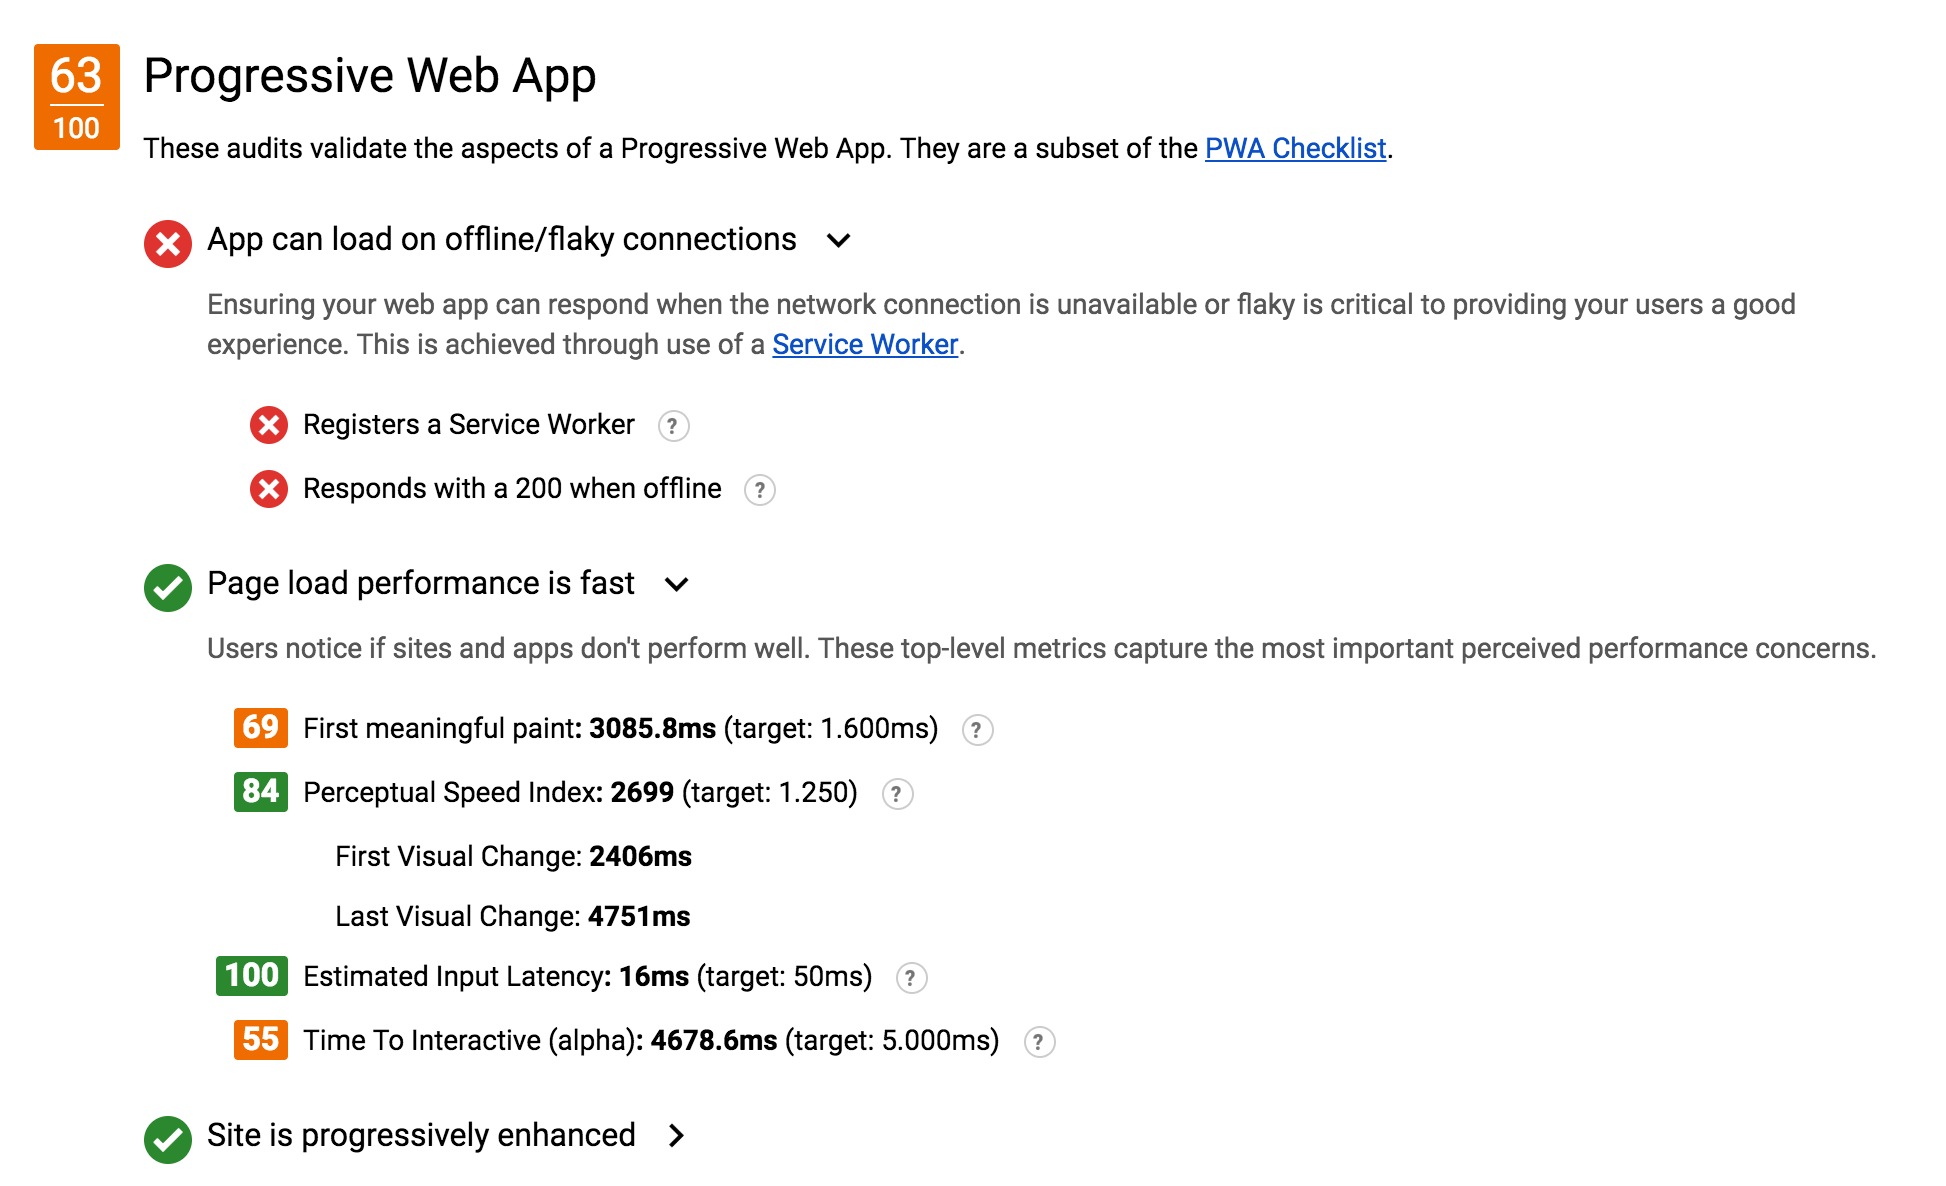 63
100
Progressive Web App
These audits validate the aspects of a Progressive Web App. They are a subset of the PWA Checklist.
App can load on offline/flaky connections
Ensuring your web app can respond when the network connection is unavailable or flaky is critical to providing your users a good
experience. This is achieved through use of a Service Worker.
Registers a Service Worker ?
Responds with a 200 when offline ?
Page load performance is fast
Users notice if sites and apps don't perform well. These top-level metrics capture the most important perceived performance concerns.
69 First meaningful paint: 3085.8ms (target: 1.600ms) ?
84 Perceptual Speed Index: 2699 (target: 1.250) ?
First Visual Change: 2406ms
Last Visual Change: 4751ms
100 Estimated Input Latency: 16ms (target: 50ms) ?
55 Time To Interactive (alpha): 4678.6ms (target: 5.000ms) ?
Site is progressively enhanced